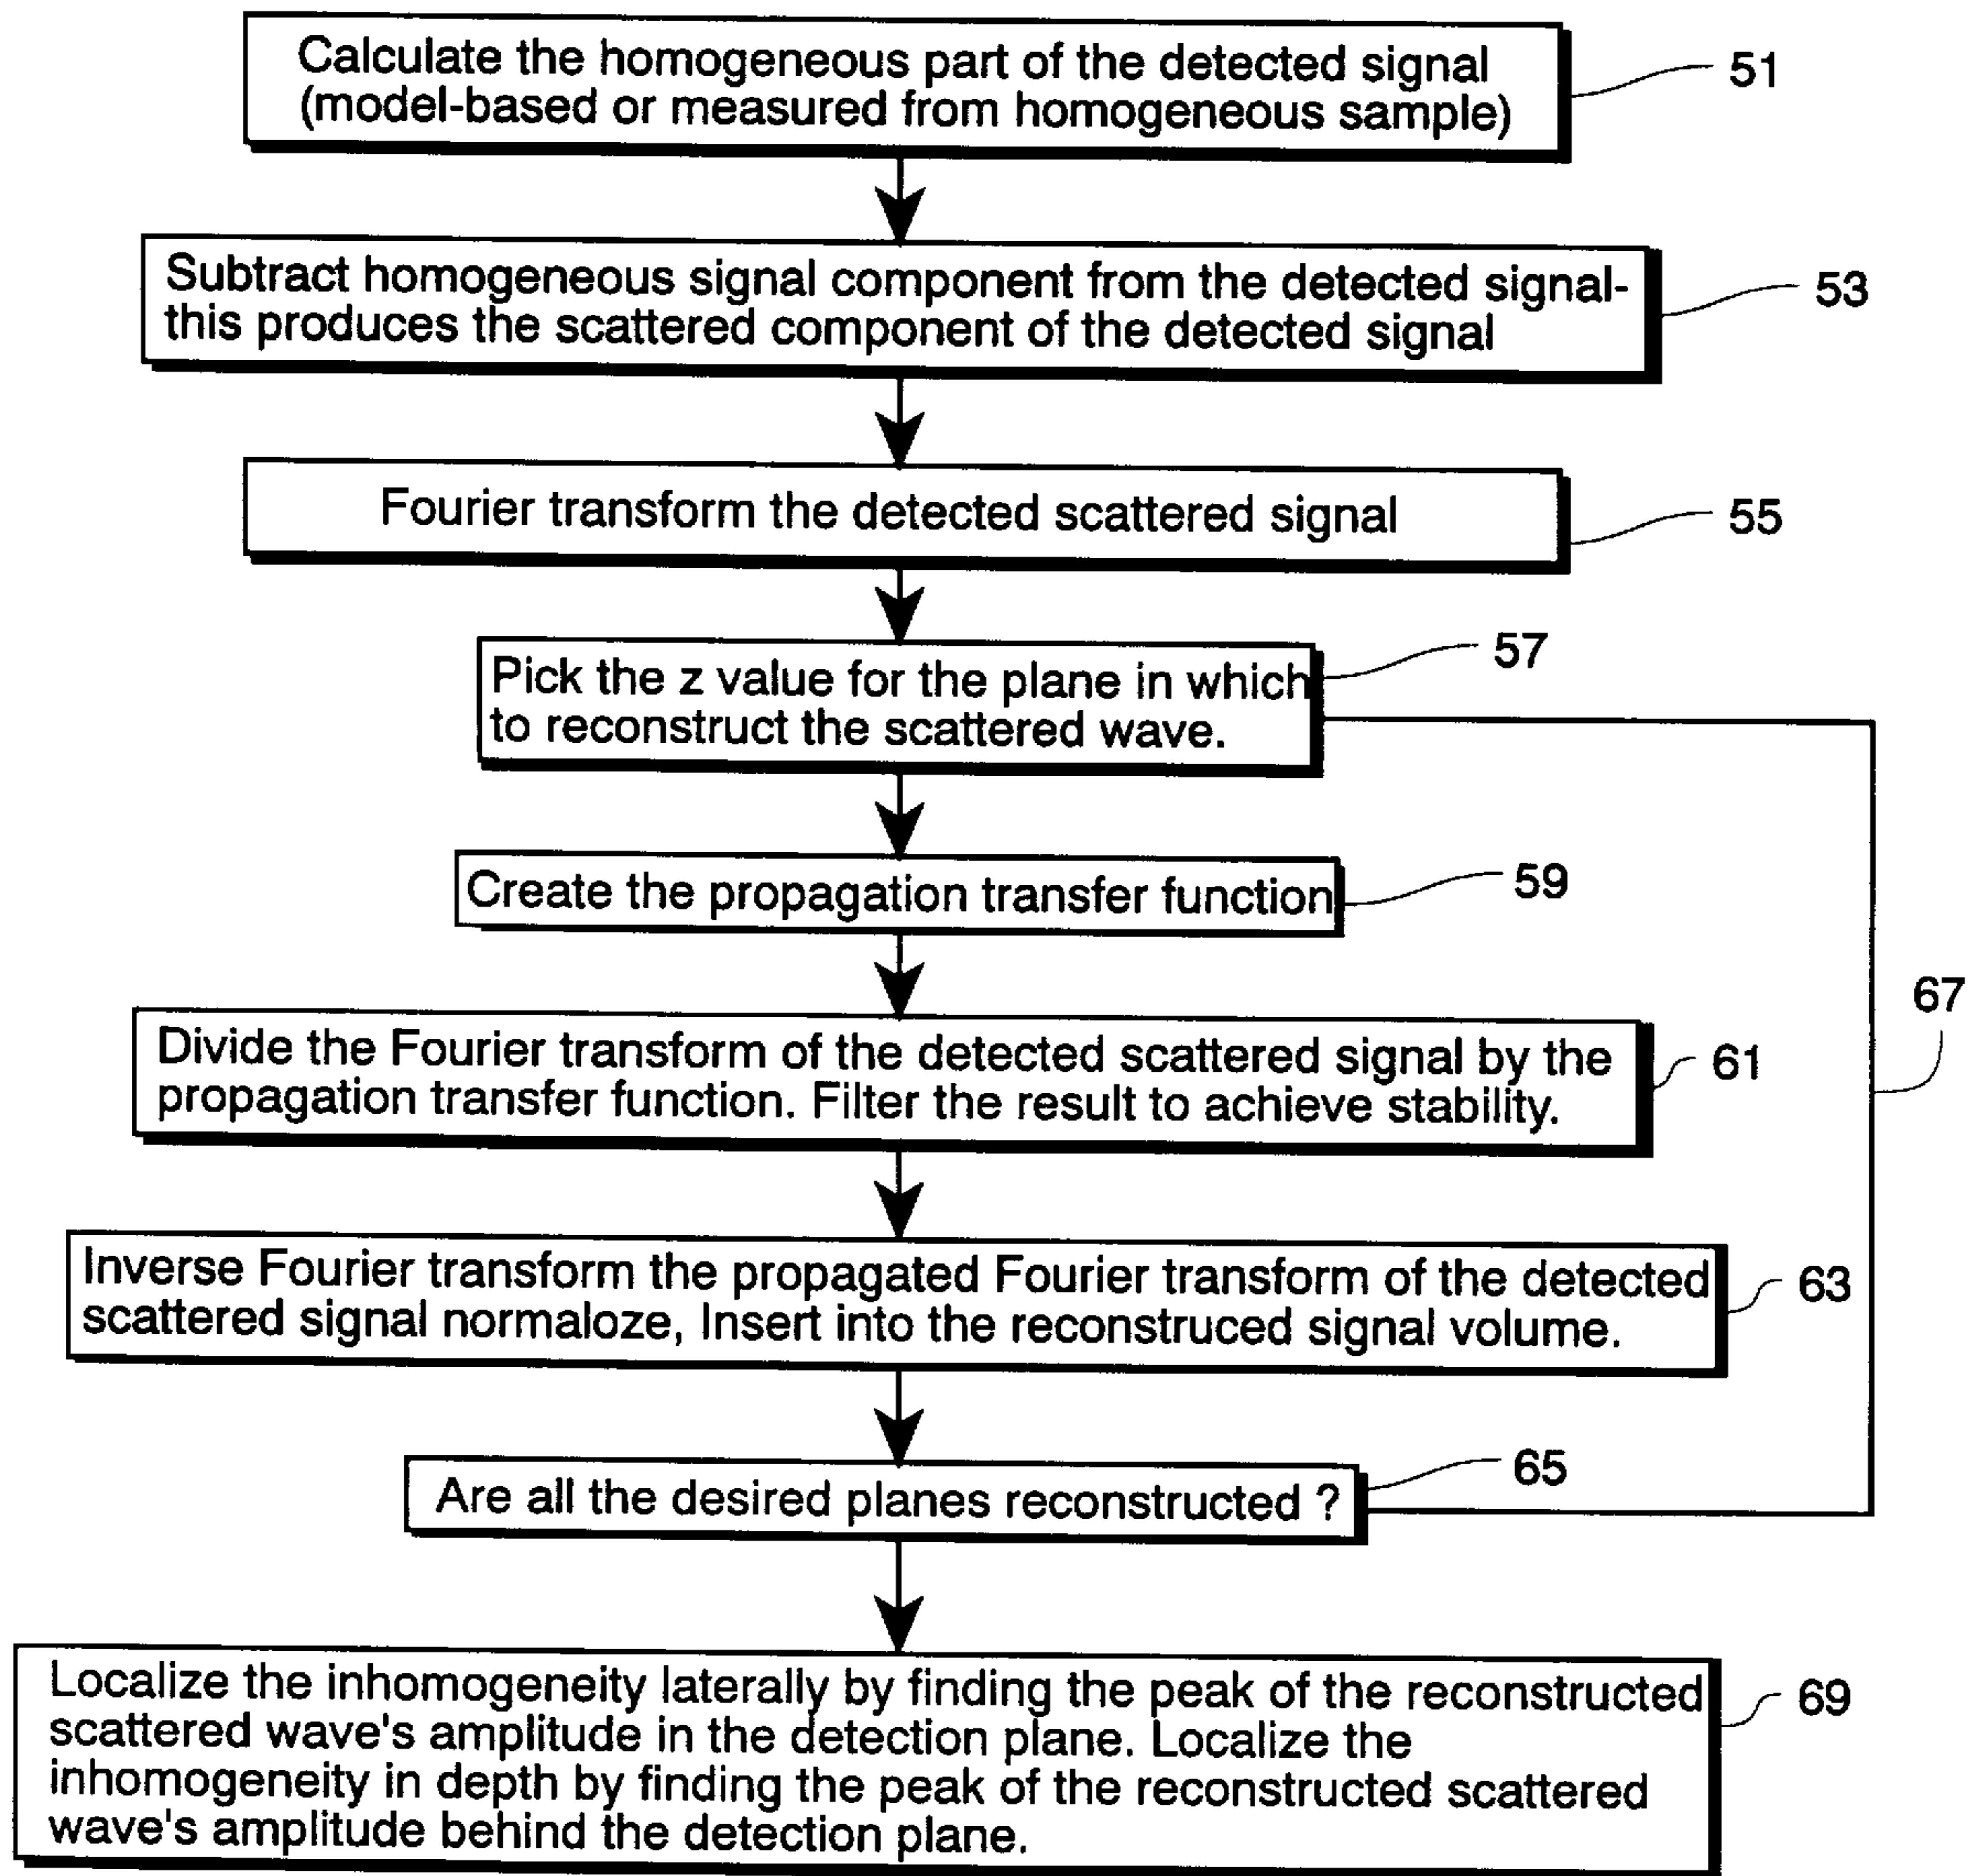 Calculate the homogeneous part of the detected signal
(model-based or measured from homogeneous sample)
51
Subtract homogeneous signal component from the detected signal-
this produces the scattered component of the detected signal
53
Fourier transform the detected scattered signal
55
Pick the z value for the plane in which
to reconstruct the scattered wave.
57
Create the propagation transfer function
59
Divide the Fourier transform of the detected scattered signal by the
propagation transfer function. Filter the result to achieve stability.
61
67
Inverse Fourier transform the propagated Fourier transform of the detected
scattered signal normaloze, Insert into the reconstruced signal volume.
63
Are all the desired planes reconstructed ?
65
Localize the inhomogeneity laterally by finding the peak of the reconstructed
scattered wave's amplitude in the detection plane. Localize the
inhomogeneity in depth by finding the peak of the reconstructed scattered
wave's amplitude behind the detection plane.
69